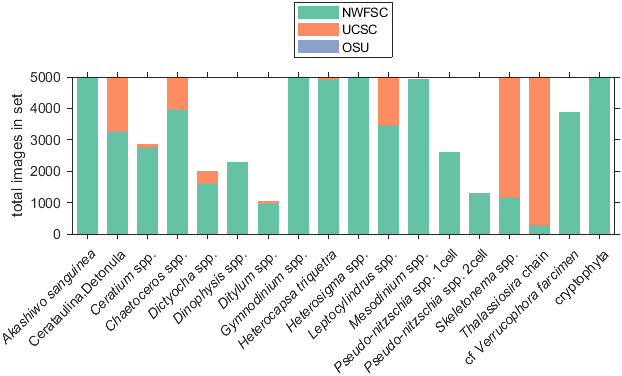 NWFSC
UCSC
OSU
total images in set
5000
4000
3000
2000
1000
0
Akashiwo sanguinea
Cerataulina,Detonula
Ceratium spp.
Chaetoceros spp.
Dictyocha spp.
Dinophysis spp.
Ditylum spp.
Gymnodinium spp.
Heterocapsa triquetra
Heterosigma spp.
Leptocylindrus spp.
Mesodinium spp.
Pseudo-nitzschia spp. 1cell
Pseudo-nitzschia spp. 2cell
Skeletonema spp.
Thalassiosira chain
cf Verrucophora farcimen
cryptophyta